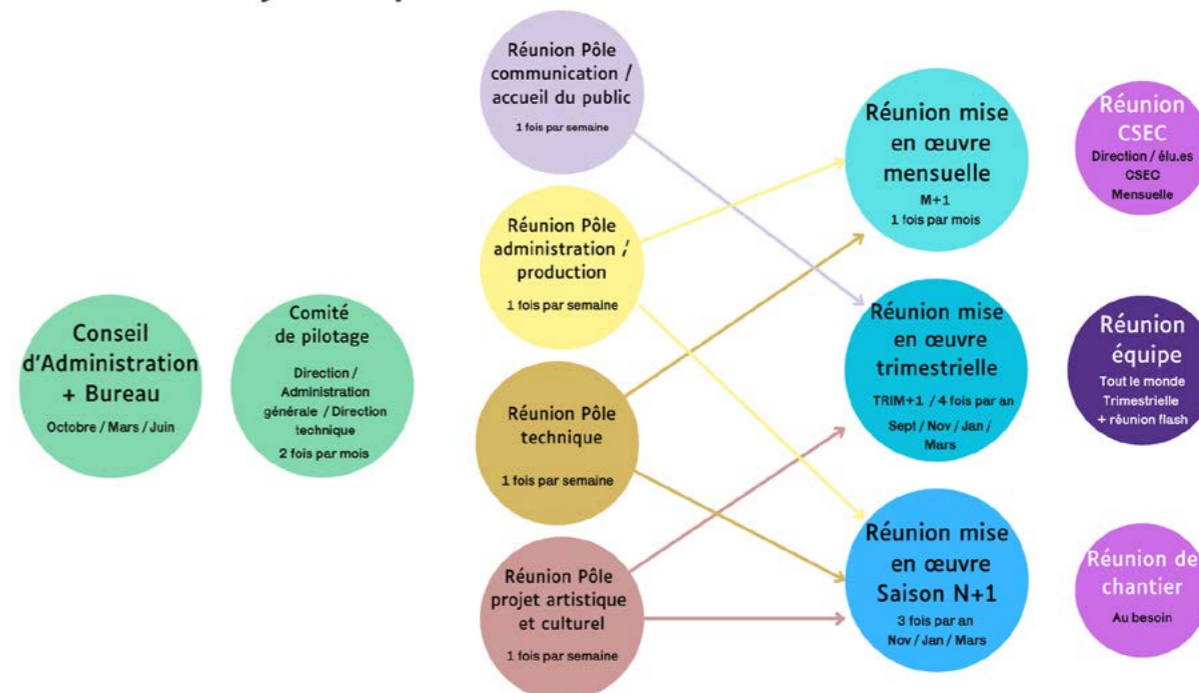 Conseil
d'Administration
+ Bureau
Octobre / Mars / Juin
Comité
de pilotage
Direction /
Administration
générale / Direction
technique
2 fois par mois
Réunion Pôle
communication /
accueil du public
1 fois par semaine
Réunion Pôle
administration /
production
1 fois par semaine
Réunion Pôle
technique
1 fois par semaine
Réunion Pôle
projet artistique
et culturel
1 fois par semaine
Réunion mise
en œuvre
mensuelle
M+1
1 fois par mois
Réunion mise
en œuvre
trimestrielle
TRIM+1 / 4 fois par an
Sept / Nov / Jan /
Mars
Réunion mise
en œuvre
Saison N+1
3 fois par an
Nov / Jan / Mars
Réunion
CSEC
Direction / élu.es
CSEC
Mensuelle
Réunion
équipe
Tout le monde
Trimestrielle
+ réunion flash
Réunion de
chantier
Au besoin